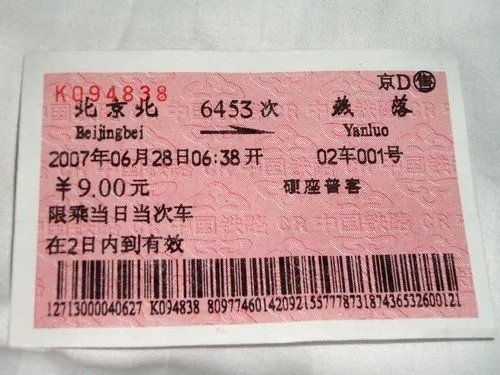 京D售
K094838
北京北 6453次 燕落
Beijingbei Yanluo
2007年06月28日06:38开 02车001号
¥9.00元 硬座普客
限乘当日当次车
在2日内到有效
12713000040627 K094838 809774601420921557777873187436532609121